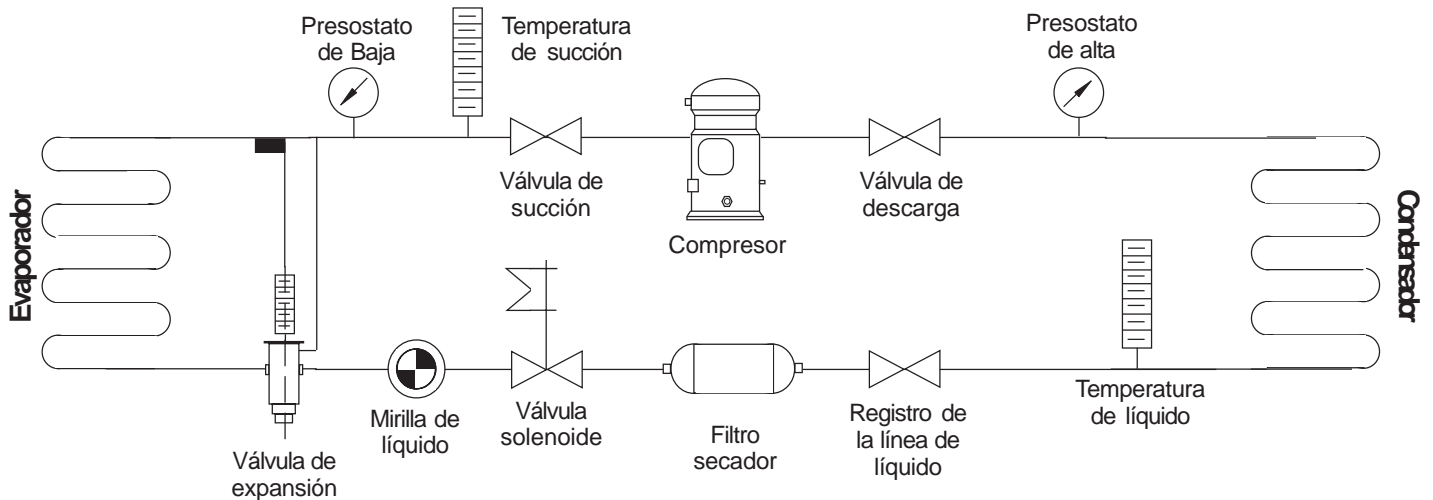 Presostato
de Baja
Temperatura
de succión
Presostato
de alta
Válvula de
succión
Compresor
Válvula de
descarga
Evaporador
Condensador
Mirilla de
líquido
Válvula
solenoide
Filtro
secador
Registro de
la línea de
líquido
Temperatura
de líquido
Válvula de
expansión